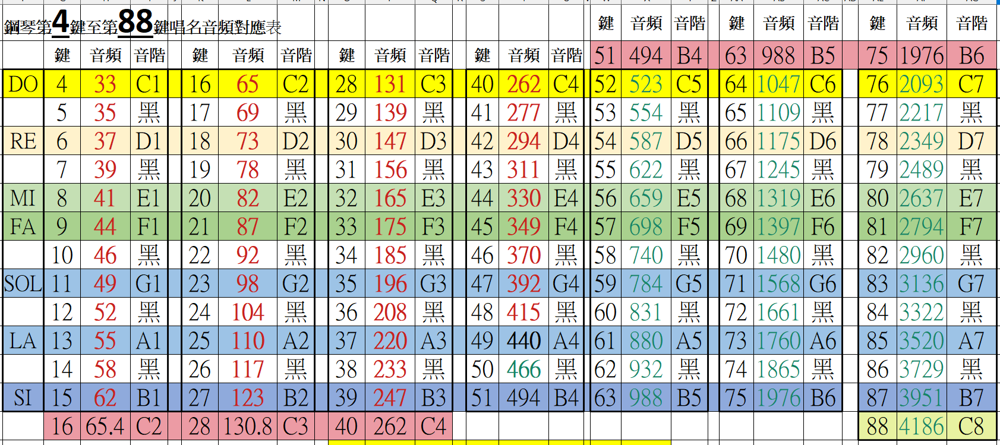 鋼琴第4鍵至第88鍵唱名音頻對應表 鍵 音頻 音階 鍵 音頻 音階 鍵 音頻 音階
鍵 音頻 音階 鍵 音頻 音階 鍵 音頻 音階 鍵 音頻 音階 51 494 B4 63 988 B5 75 1976 B6
DO 4 33 C1 16 65 C2 28 131 C3 40 262 C4 52 523 C5 64 1047 C6 76 2093 C7
5 35 黑 17 69 黑 29 139 黑 41 277 黑 53 554 黑 65 1109 黑 77 2217 黑
RE 6 37 D1 18 73 D2 30 147 D3 42 294 D4 54 587 D5 66 1175 D6 78 2349 D7
7 39 黑 19 78 黑 31 156 黑 43 311 黑 55 622 黑 67 1245 黑 79 2489 黑
MI 8 41 E1 20 82 E2 32 165 E3 44 330 E4 56 659 E5 68 1319 E6 80 2637 E7
FA 9 44 F1 21 87 F2 33 175 F3 45 349 F4 57 698 F5 69 1397 F6 81 2794 F7
10 46 黑 22 92 黑 34 185 黑 46 370 黑 58 740 黑 70 1480 黑 82 2960 黑
SOL 11 49 G1 23 98 G2 35 196 G3 47 392 G4 59 784 G5 71 1568 G6 83 3136 G7
12 52 黑 24 104 黑 36 208 黑 48 415 黑 60 831 黑 72 1661 黑 84 3322 黑
LA 13 55 A1 25 110 A2 37 220 A3 49 440 A4 61 880 A5 73 1760 A6 85 3520 A7
14 58 黑 26 117 黑 38 233 黑 50 466 黑 62 932 黑 74 1865 黑 86 3729 黑
SI 15 62 B1 27 123 B2 39 247 B3 51 494 B4 63 988 B5 75 1976 B6 87 3951 B7
16 65.4 C2 28 130.8 C3 40 262 C4 88 4186 C8